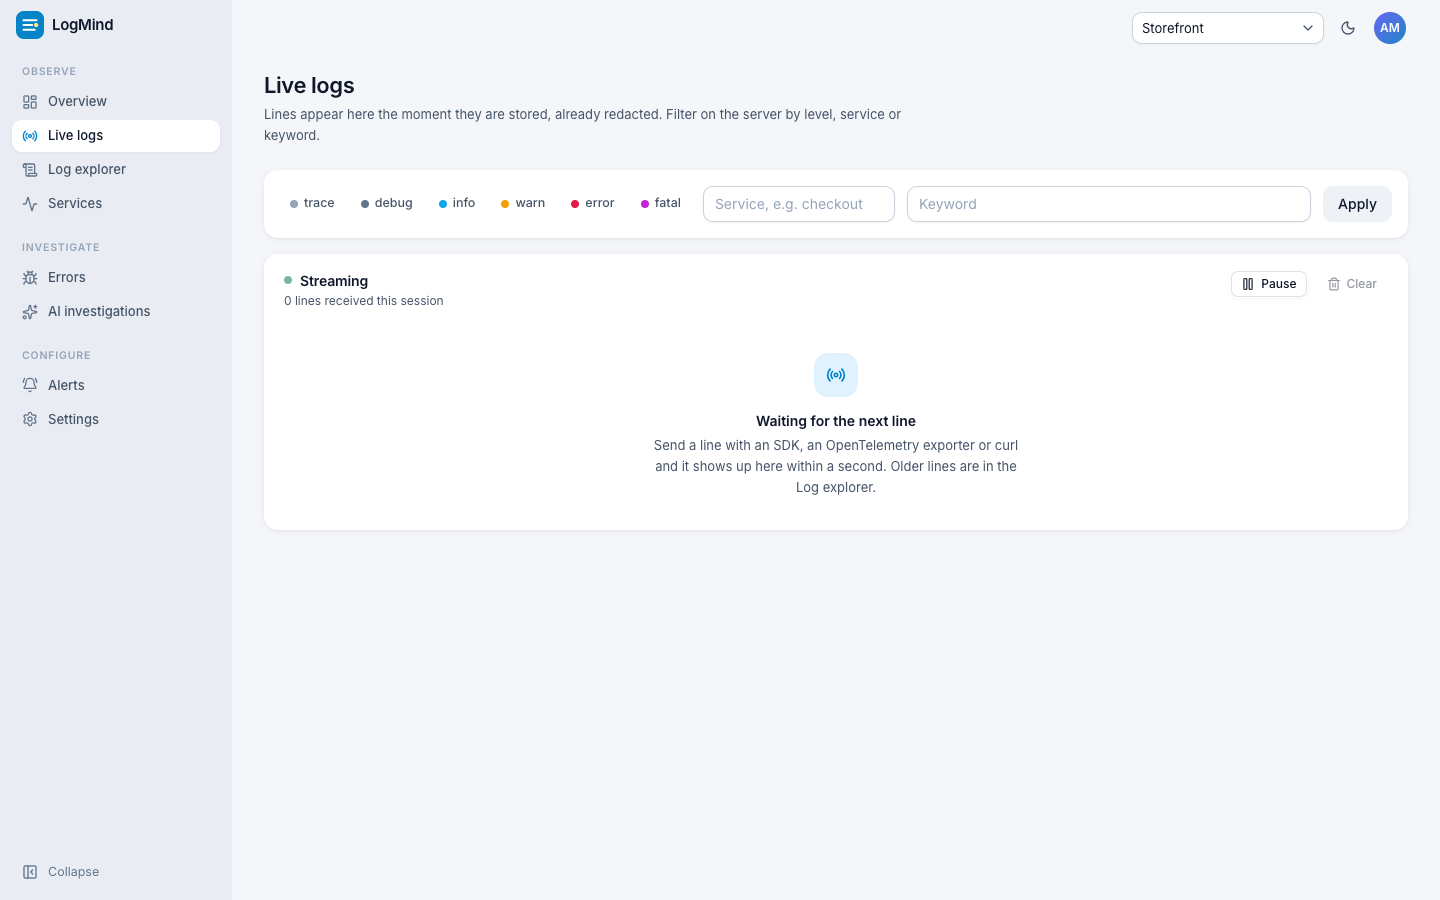 LogMind
Storefront
AM
OBSERVE
Overview
Live logs
Log explorer
Services
INVESTIGATE
Errors
AI investigations
CONFIGURE
Alerts
Settings
Collapse
Live logs
Lines appear here the moment they are stored, already redacted. Filter on the server by level, service or
keyword.
trace debug info warn error fatal Service, e.g. checkout Keyword Apply
Streaming
0 lines received this session
Pause Clear
Waiting for the next line
Send a line with an SDK, an OpenTelemetry exporter or curl
and it shows up here within a second. Older lines are in the
Log explorer.